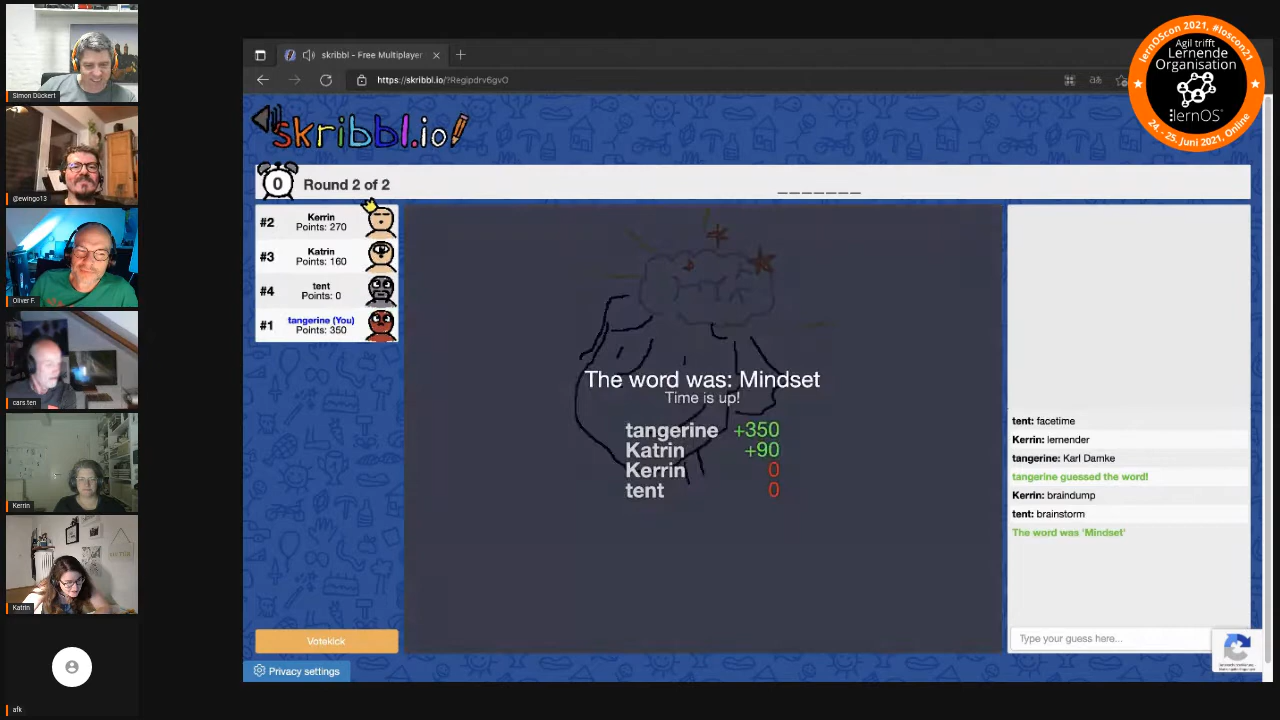 Simon Dückert
@ewingo13
Oliver F.
cars.ten
Kerrin
Katrin
afk
skribbl - Free Multiplayer
https://skribbl.io/?Regipdrv6gvO
lernOScon 2021, #loscon21
Agil trifft
Lernende
Organisation
lernOS
24. - 25. Juni 2021, Online
skribbl.io
0
Round 2 of 2
_______
#2
Kerrin
Points: 270
#3
Katrin
Points: 160
#4
tent
Points: 0
#1
tangerine (You)
Points: 350
The word was: Mindset
Time is up!
tangerine +350
Katrin +90
Kerrin 0
tent 0
tent: facetime
Kerrin: lernender
tangerine: Karl Damke
tangerine guessed the word!
Kerrin: braindump
tent: brainstorm
The word was 'Mindset'
Type your guess here...
Votekick
Privacy settings